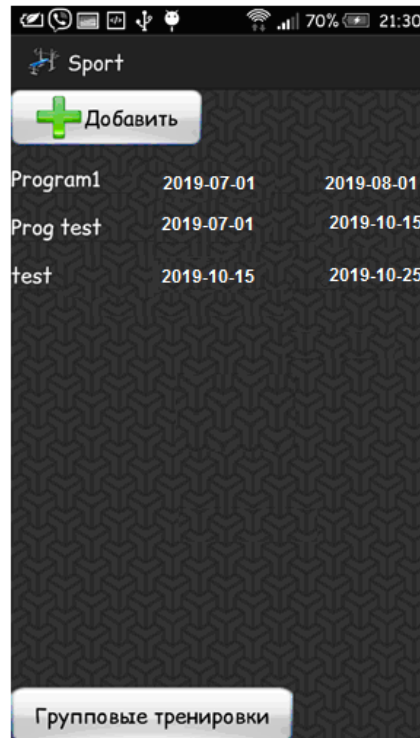 70% 21:30
Sport
Добавить
Program1 2019-07-01 2019-08-01
Prog test 2019-07-01 2019-10-15
test 2019-10-15 2019-10-25
Групповые тренировки